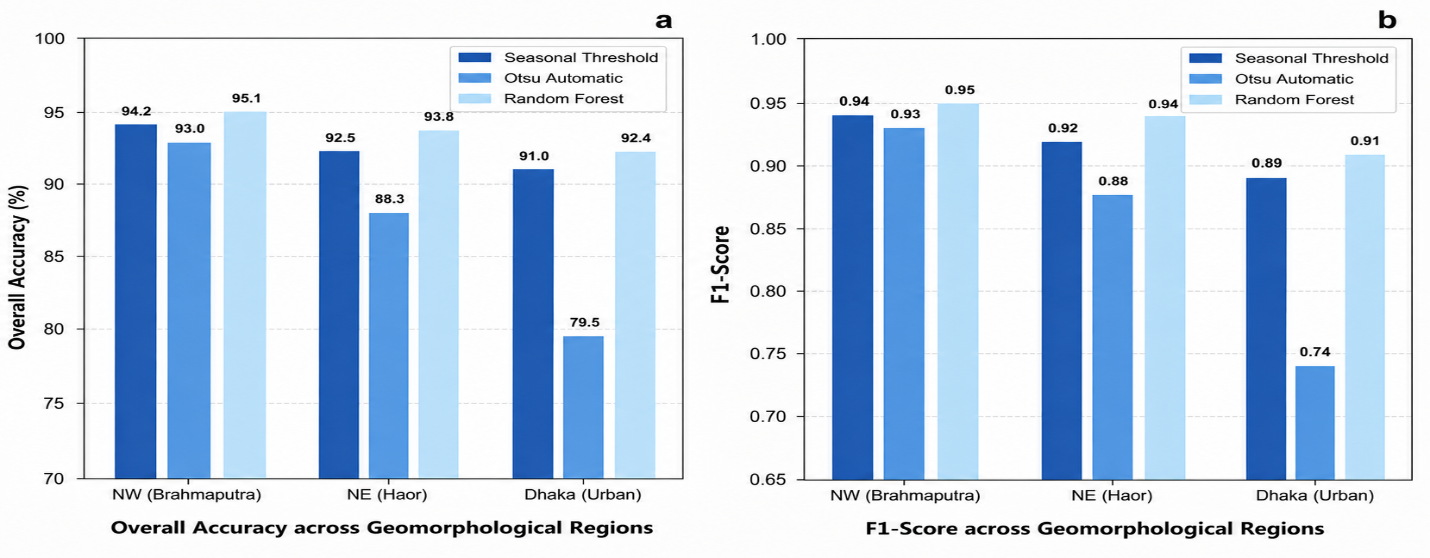 a
100
95
90
85
80
75
70
Overall Accuracy (%)
Seasonal Threshold
Otsu Automatic
Random Forest
94.2
93.0
95.1
92.5
88.3
93.8
91.0
79.5
92.4
NW (Brahmaputra)
NE (Haor)
Dhaka (Urban)
Overall Accuracy across Geomorphological Regions
b
1.00
0.95
0.90
0.85
0.80
0.75
0.70
0.65
F1-Score
Seasonal Threshold
Otsu Automatic
Random Forest
0.94
0.93
0.95
0.92
0.88
0.94
0.89
0.74
0.91
NW (Brahmaputra)
NE (Haor)
Dhaka (Urban)
F1-Score across Geomorphological Regions